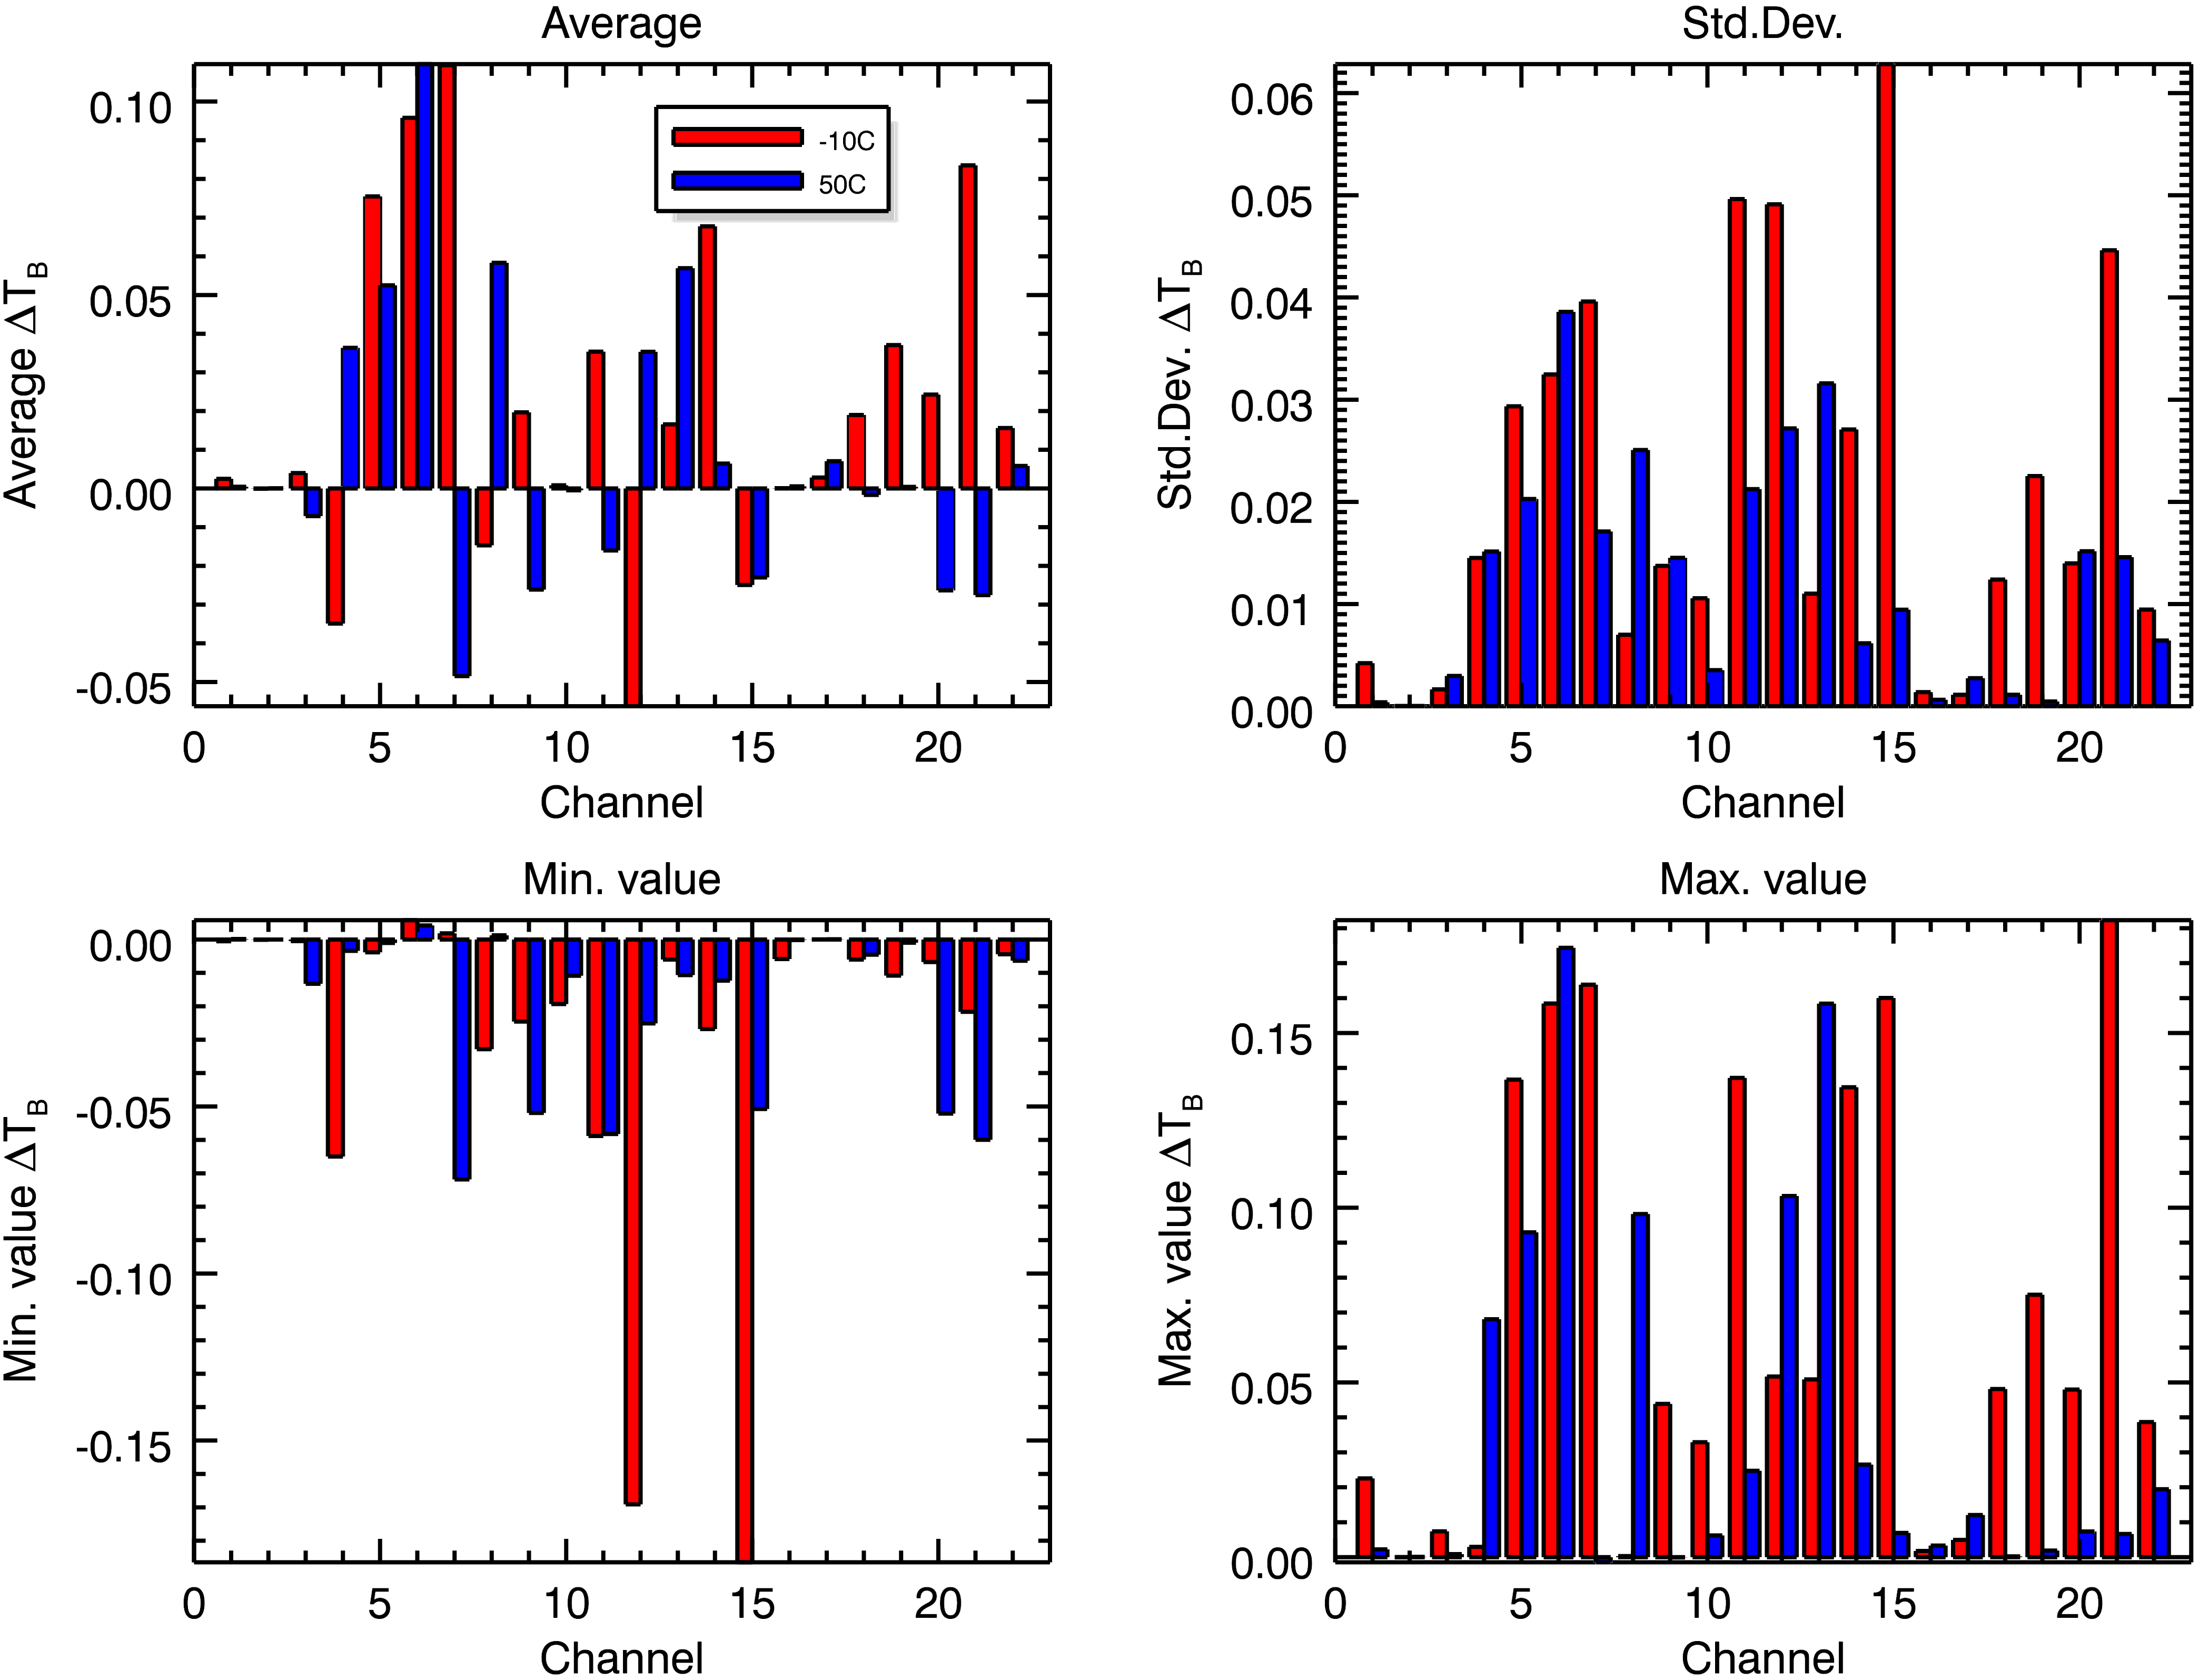 Average
Average ΔTB
0.10
0.05
0.00
-0.05
-10C
50C
0 5 10 15 20
Channel
Std.Dev.
Std.Dev. ΔTB
0.06
0.05
0.04
0.03
0.02
0.01
0.00
0 5 10 15 20
Channel
Min. value
Min. value ΔTB
0.00
-0.05
-0.10
-0.15
0 5 10 15 20
Channel
Max. value
Max. value ΔTB
0.15
0.10
0.05
0.00
0 5 10 15 20
Channel